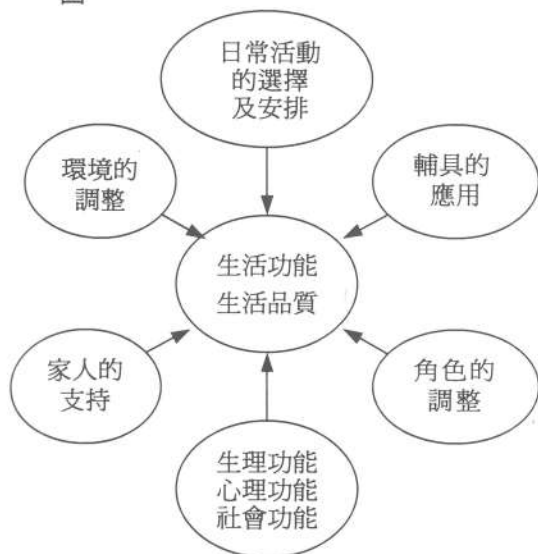 日常活動
的選擇
及安排
環境的
調整
輔具的
應用
生活功能
生活品質
家人的
支持
角色的
調整
生理功能
心理功能
社會功能